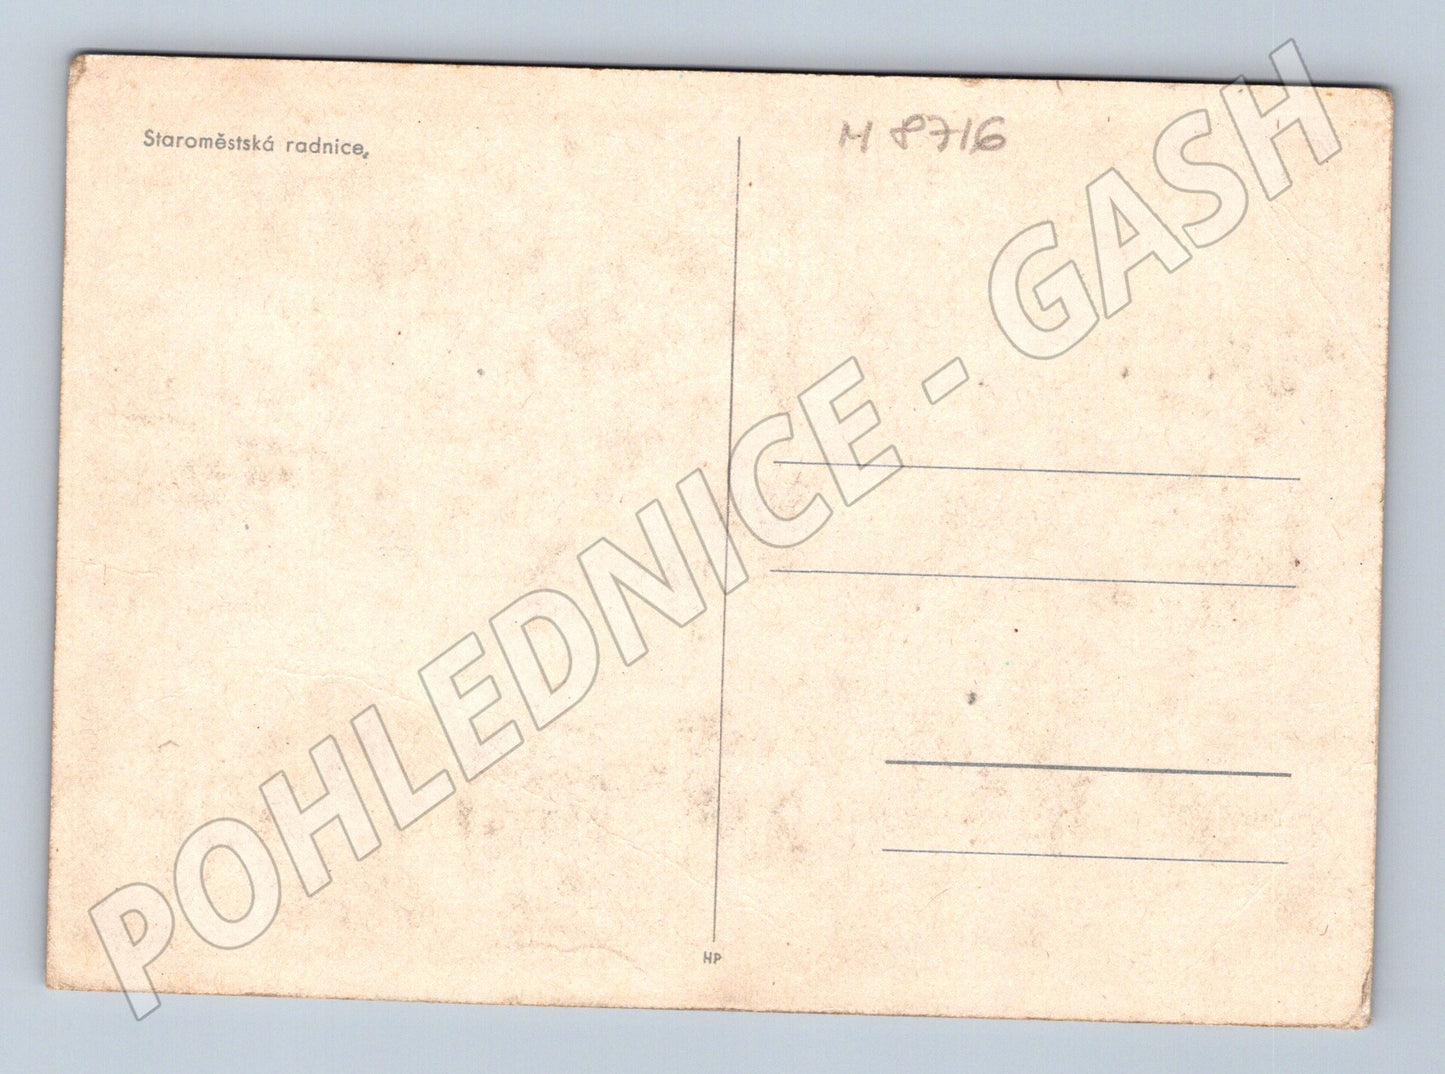 Staroměstská radnice.
M 8716
POHLEDNICE - GASH
HP